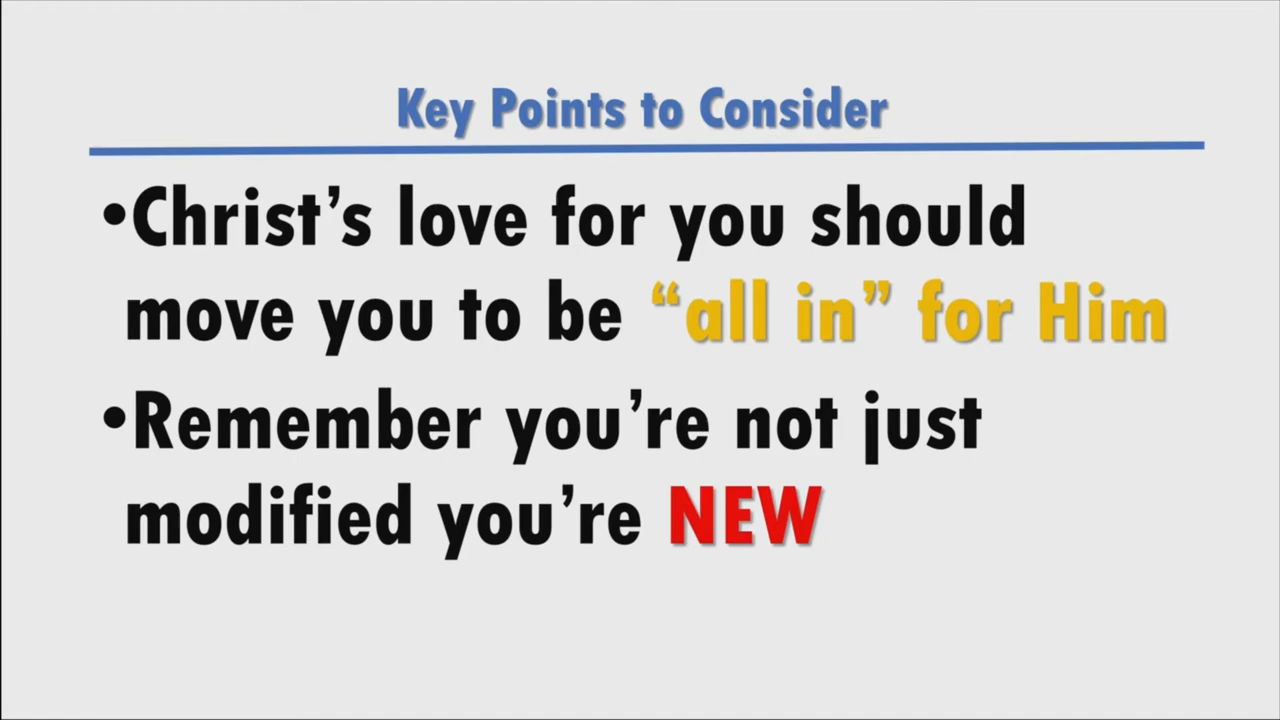 Key Points to Consider
•Christ’s love for you should
move you to be “all in” for Him
•Remember you’re not just
modified you’re NEW